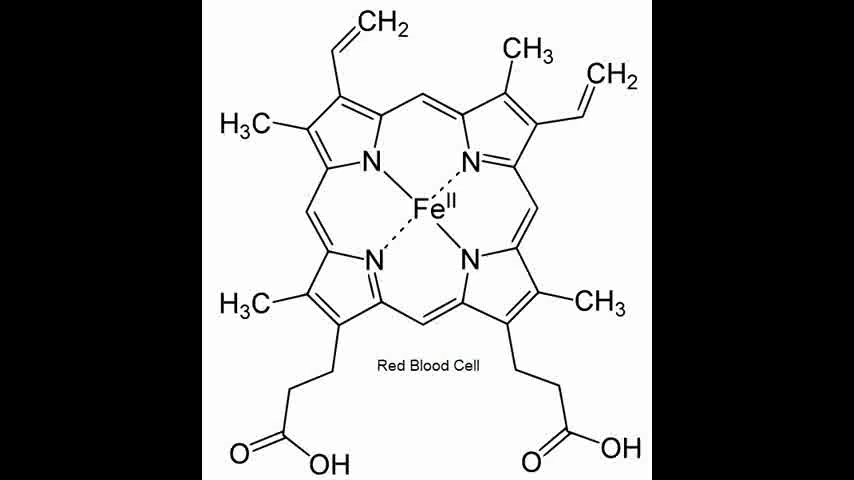 CH₂
CH₃
CH₂
H₃C
N
N
Feᴵᴵ
N
N
H₃C
CH₃
Red Blood Cell
O
OH
O
OH